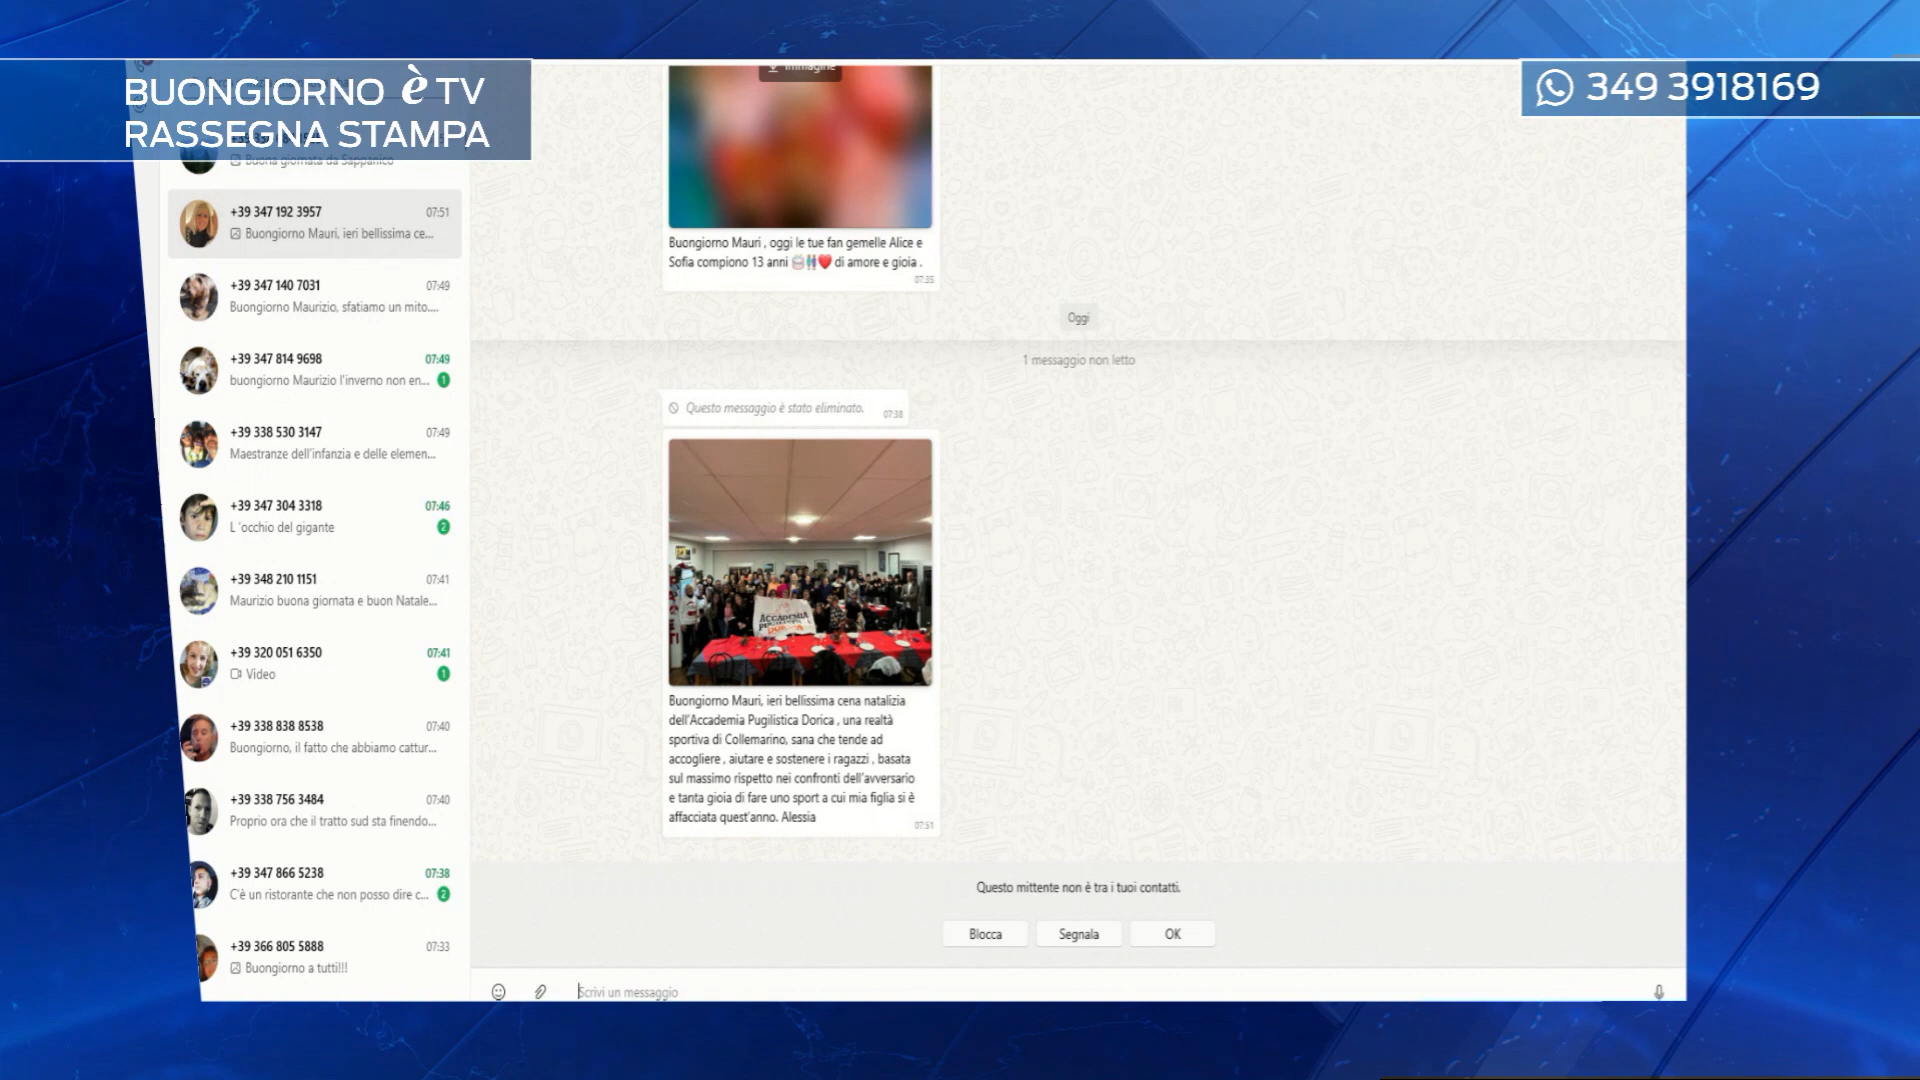 BUONGIORNO è TV
RASSEGNA STAMPA
349 3918169
Buona giornata da Sappanico
+39 347 192 3957
07:51
Buongiorno Mauri, ieri bellissima ce...
+39 347 140 7031
07:49
Buongiorno Maurizio, sfatiamo un mito....
+39 347 814 9698
07:49
buongiorno Maurizio l'inverno non en...
1
+39 338 530 3147
07:49
Maestranze dell'infanzia e delle elemen...
+39 347 304 3318
07:46
L 'occhio del gigante
2
+39 348 210 1151
07:41
Maurizio buona giornata e buon Natale...
+39 320 051 6350
07:41
Video
1
+39 338 838 8538
07:40
Buongiorno, il fatto che abbiamo cattur...
+39 338 756 3484
07:40
Proprio ora che il tratto sud sta finendo...
+39 347 866 5238
07:38
C'è un ristorante che non posso dire c...
2
+39 366 805 5888
07:33
Buongiorno a tutti!!!
Immagine
Buongiorno Mauri , oggi le tue fan gemelle Alice e
Sofia compiono 13 anni 🎂👭❤️ di amore e gioia .
07:35
Oggi
1 messaggio non letto
Questo messaggio è stato eliminato.
07:38
ACCADEMIA
PUGILISTICA
DORICA
Buongiorno Mauri, ieri bellissima cena natalizia
dell'Accademia Pugilistica Dorica , una realtà
sportiva di Collemarino, sana che tende ad
accogliere , aiutare e sostenere i ragazzi , basata
sul massimo rispetto nei confronti dell'avversario
e tanta gioia di fare uno sport a cui mia figlia si è
affacciata quest'anno. Alessia
07:51
Questo mittente non è tra i tuoi contatti.
Blocca
Segnala
OK
Scrivi un messaggio